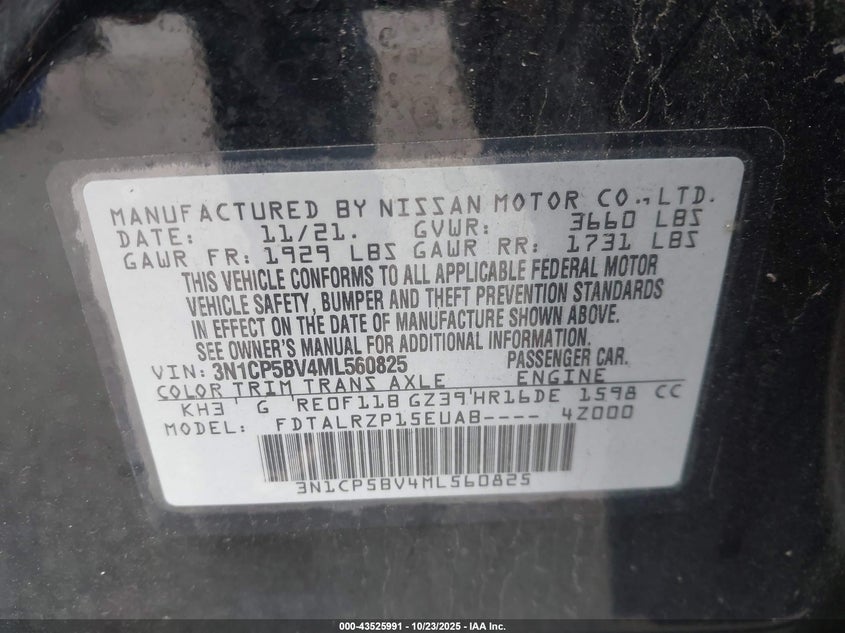 MANUFACTURED BY NISSAN MOTOR CO., LTD.
DATE: 11/21. GVWR: 3660 LBS
GAWR FR: 1929 LBS GAWR RR: 1731 LBS
THIS VEHICLE CONFORMS TO ALL APPLICABLE FEDERAL MOTOR
VEHICLE SAFETY, BUMPER AND THEFT PREVENTION STANDARDS
IN EFFECT ON THE DATE OF MANUFACTURE SHOWN ABOVE.
SEE OWNER'S MANUAL FOR ADDITIONAL INFORMATION.
VIN: 3N1CP5BV4ML560825 PASSENGER CAR.
COLOR TRIM TRANS AXLE ENGINE
KH3 G RE0F11B GZ39 HR16DE 1598 CC
MODEL: FDTALRZP15EUAB---- 4Z000
3N1CP5BV4ML560825
000-43525991 - 10/23/2025 - IAA Inc.